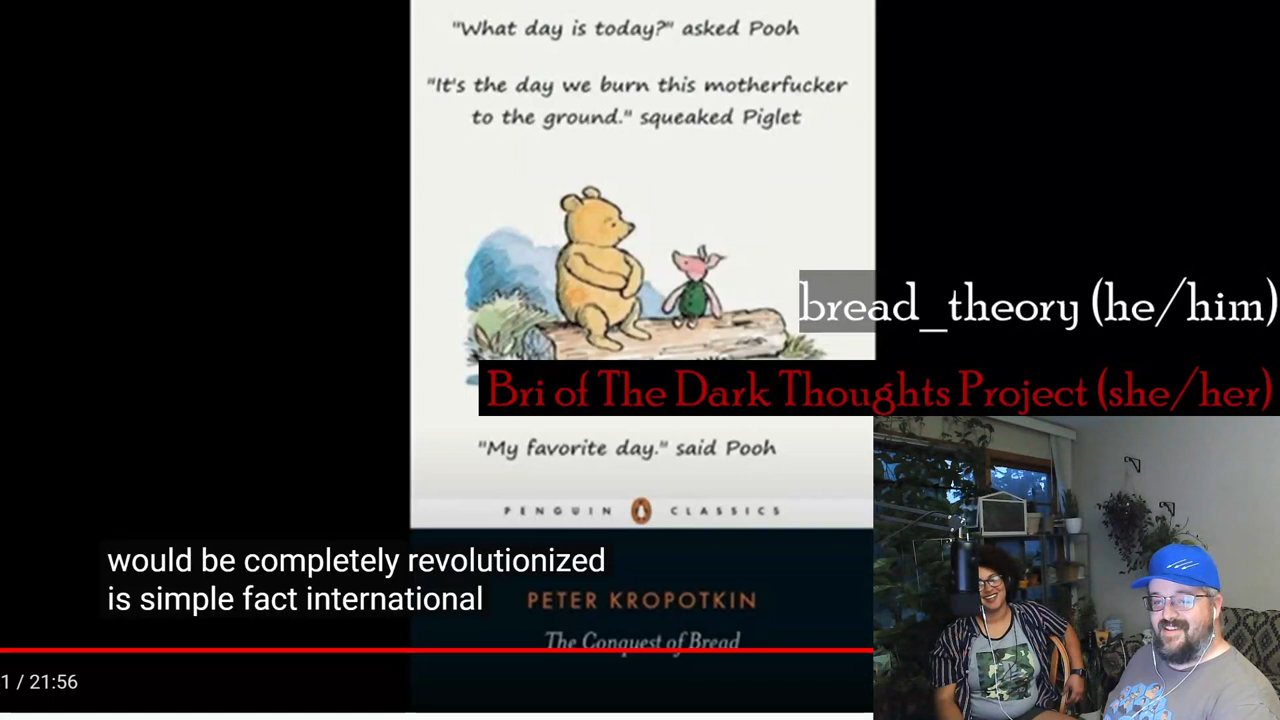 "What day is today?" asked Pooh
"It's the day we burn this motherfucker
to the ground." squeaked Piglet
bread_theory (he/him)
Bri of The Dark Thoughts Project (she/her)
"My favorite day." said Pooh
PENGUIN CLASSICS
would be completely revolutionized
is simple fact international
PETER KROPOTKIN
The Conquest of Bread
1 / 21:56